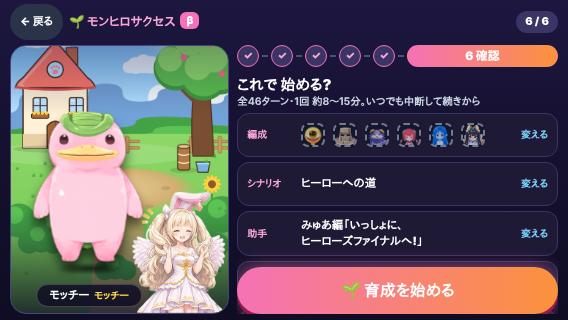 ← 戻る
🌱 モンヒロサクセス β
6 / 6
6 確認
これで 始める?
全46ターン・1回 約8〜15分。いつでも中断して続きから
編成
変える
シナリオ
ヒーローへの道
変える
助手
みゅあ編「いっしょに、
ヒーローズファイナルへ!」
変える
モッチー モッチー
🌱 育成を始める